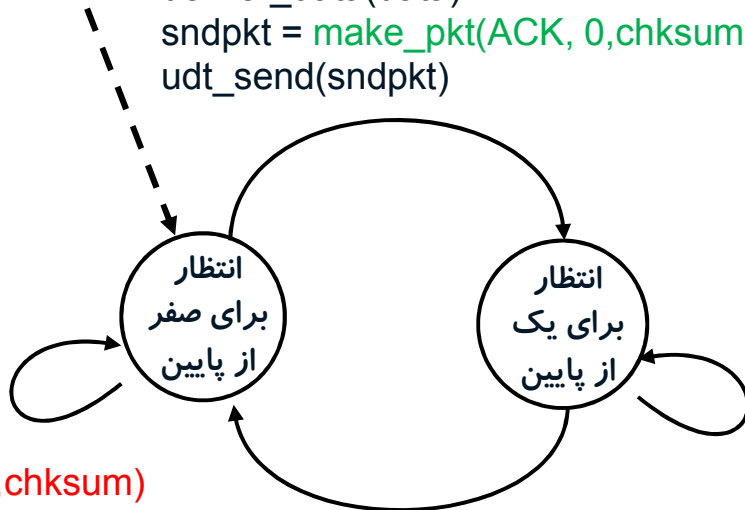 sndpkt = make_pkt(ACK, 0,chksum
udt_send(sndpkt)
انتظار
برای صفر
از پایین
انتظار
برای یک
از پایین
,chksum)